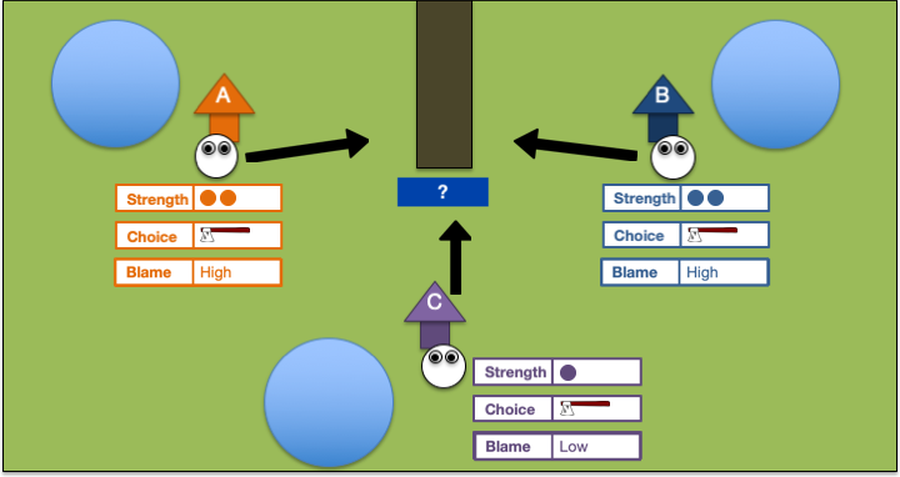 A
B
?
Strength
Choice
Blame High
Strength
Choice
Blame High
C
Strength
Choice
Blame Low